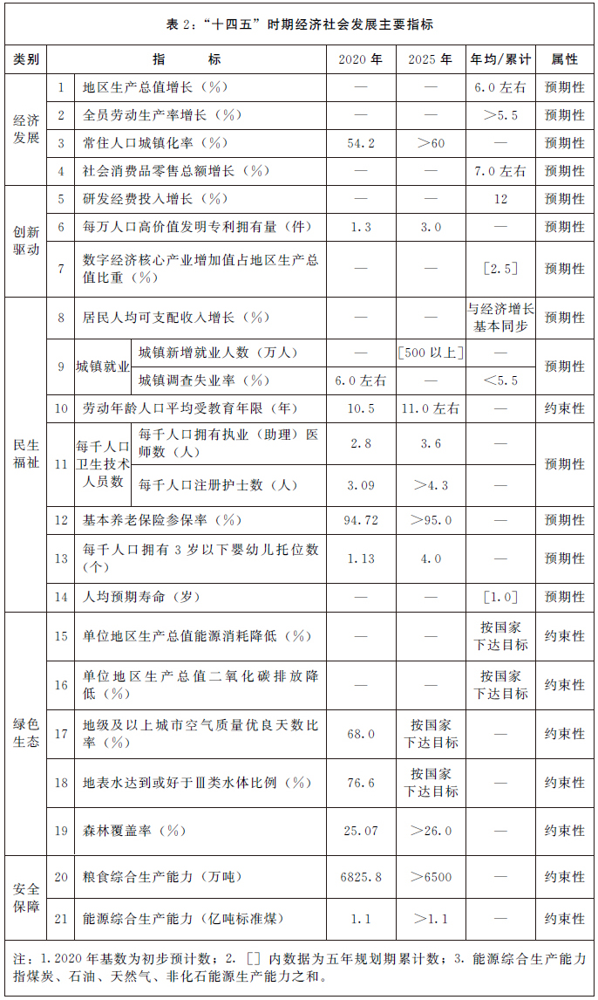 表 2：“十四五”时期经济社会发展主要指标
类别 指 标 2020 年 2025 年 年均/累计 属性
经济发展
1 地区生产总值增长（%） — — 6.0 左右 预期性
2 全员劳动生产率增长（%） — — ＞5.5 预期性
3 常住人口城镇化率（%） 54.2 ＞60 — 预期性
4 社会消费品零售总额增长（%） — — 7.0 左右 预期性
创新驱动
5 研发经费投入增长（%） — — 12 预期性
6 每万人口高价值发明专利拥有量（件） 1.3 3.0 — 预期性
7 数字经济核心产业增加值占地区生产总
值比重（%） — — [2.5] 预期性
民生福祉
8 居民人均可支配收入增长（%） — — 与经济增长
基本同步 预期性
9 城镇就业 城镇新增就业人数（万人） — [500 以上] — 预期性
城镇调查失业率（%） 6.0 左右 — ＜5.5
10 劳动年龄人口平均受教育年限（年） 10.5 11.0 左右 — 约束性
11 每千人口
卫生技术
人员数
每千人口拥有执业（助理）医
师数（人） 2.8 3.6 — 预期性
每千人口注册护士数（人） 3.09 ＞4.3 —
12 基本养老保险参保率（%） 94.72 ＞95.0 — 预期性
13 每千人口拥有 3 岁以下婴幼儿托位数
（个） 1.13 4.0 — 预期性
14 人均预期寿命（岁） — — [1.0] 预期性
绿色生态
15 单位地区生产总值能源消耗降低（%） — — 按国家
下达目标 约束性
16 单位地区生产总值二氧化碳排放降
低（%） — — 按国家
下达目标 约束性
17 地级及以上城市空气质量优良天数比
率（%） 68.0 按国家
下达目标 — 约束性
18 地表水达到或好于Ⅲ类水体比例（%） 76.6 按国家
下达目标 — 约束性
19 森林覆盖率（%） 25.07 ＞26.0 — 约束性
安全保障
20 粮食综合生产能力（万吨） 6825.8 ＞6500 — 约束性
21 能源综合生产能力（亿吨标准煤） 1.1 ＞1.1 — 约束性
注：1.2020 年基数为初步预计数；2. [] 内数据为五年规划期累计数；3. 能源综合生产能力
指煤炭、石油、天然气、非化石能源生产能力之和。